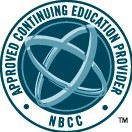 APPROVED CONTINUING EDUCATION PROVIDER
NBCC
TM